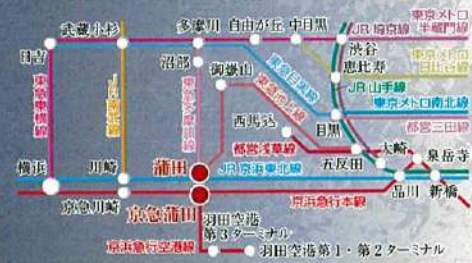 武蔵小杉
多摩川
自由が丘
中目黒
JR埼京線
東京メトロ
半蔵門線
日吉
沼部
御嶽山
渋谷
恵比寿
東京メトロ
日比谷線
東急東横線
JR南北線
東急多摩川線
東急池上線
東急目黒線
JR山手線
東京メトロ南北線
西馬込
目黒
都営三田線
都営浅草線
五反田
大崎
泉岳寺
横浜
川崎
蒲田
JR京浜東北線
品川
新橋
京急川崎
京急蒲田
京浜急行本線
羽田空港
第3ターミナル
京浜急行空港線
羽田空港第1・第2ターミナル